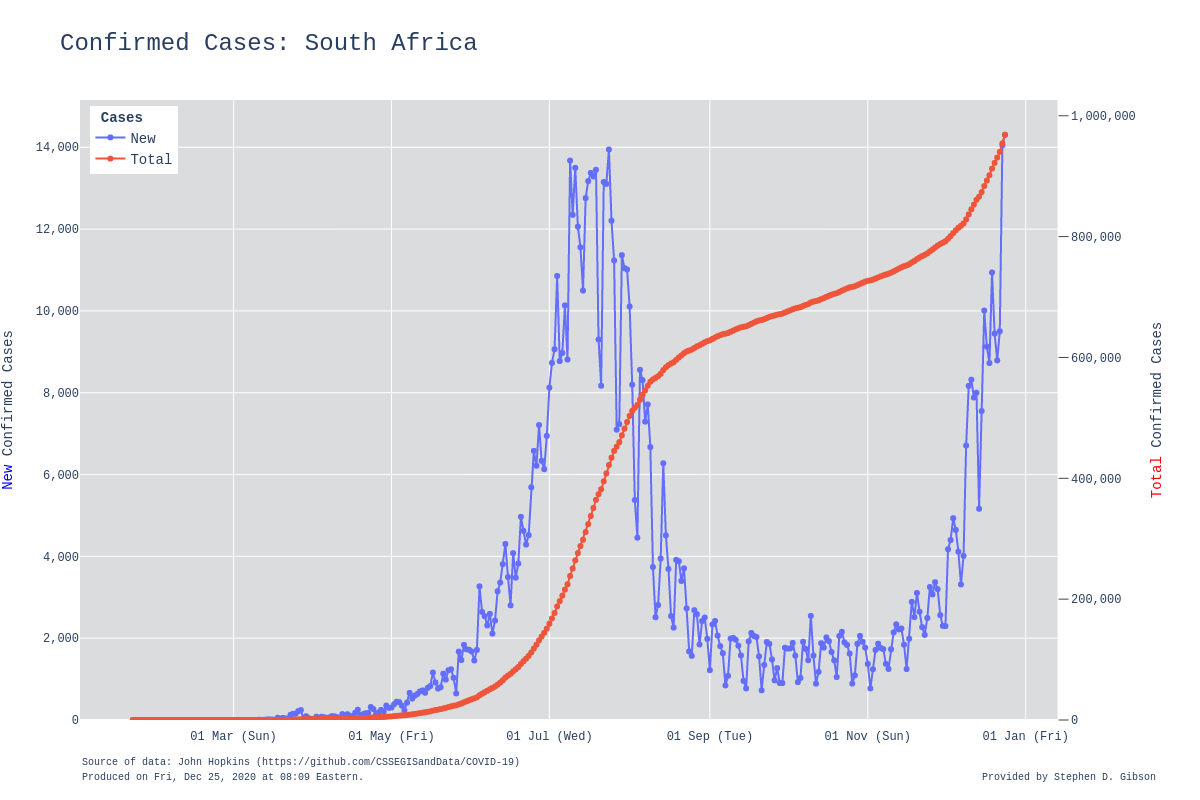 Confirmed Cases: South Africa
Cases
New
Total
14,000
12,000
10,000
8,000
6,000
4,000
2,000
0
New Confirmed Cases
1,000,000
800,000
600,000
400,000
200,000
0
Total Confirmed Cases
01 Mar (Sun) 01 May (Fri) 01 Jul (Wed) 01 Sep (Tue) 01 Nov (Sun) 01 Jan (Fri)
Source of data: John Hopkins (https://github.com/CSSEGISandData/COVID-19)
Produced on Fri, Dec 25, 2020 at 08:09 Eastern.
Provided by Stephen D. Gibson